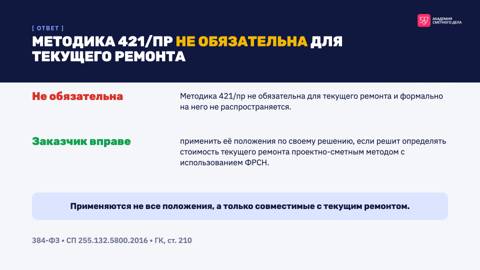 АКАДЕМИЯ
СМЕТНОГО ДЕЛА
[ ОТВЕТ ]
МЕТОДИКА 421/ПР НЕ ОБЯЗАТЕЛЬНА ДЛЯ
ТЕКУЩЕГО РЕМОНТА
Не обязательна
Методика 421/пр не обязательна для текущего ремонта и формально
на него не распространяется.
Заказчик вправе
применить её положения по своему решению, если решит определять
стоимость текущего ремонта проектно-сметным методом с
использованием ФРСН.
Применяются не все положения, а только совместимые с текущим ремонтом.
384-ФЗ • СП 255.1325800.2016 • ГК, ст. 210